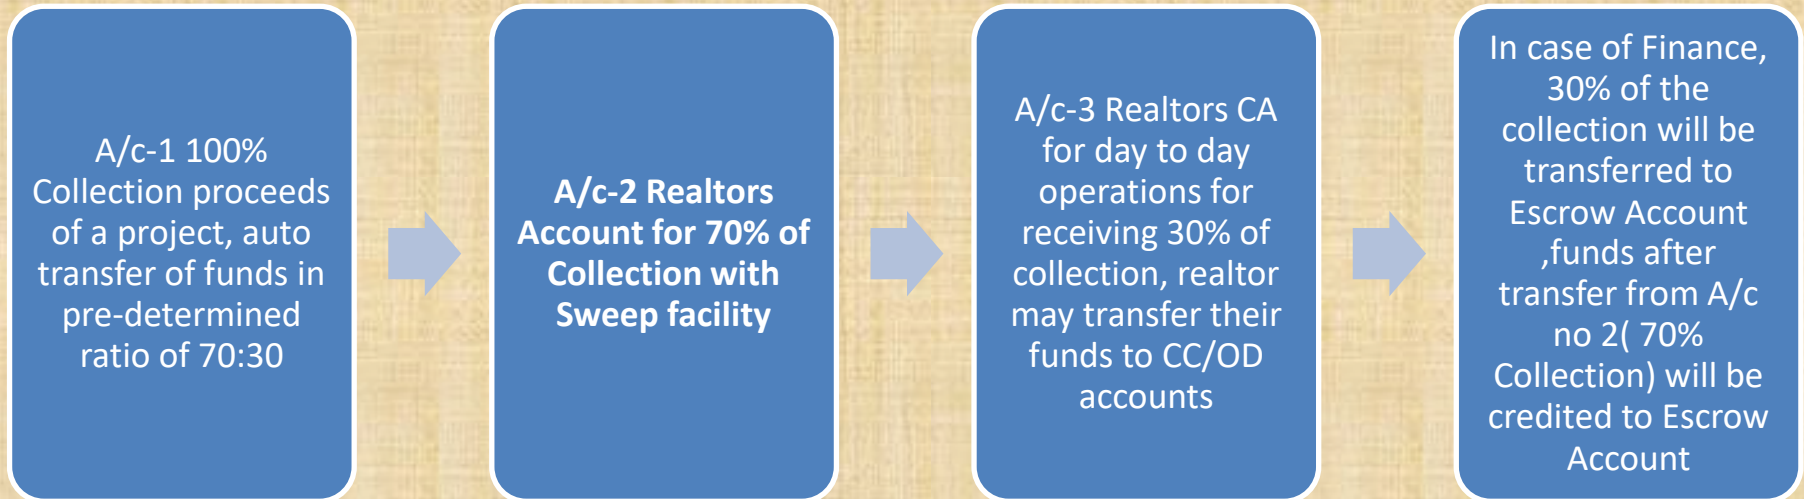 A/c-1 100%
Collection proceeds
of a project, auto
transfer of funds in
pre-determined
ratio of 70:30
A/c-2 Realtors
Account for 70% of
Collection with
Sweep facility
A/c-3 Realtors CA
for day to day
operations for
receiving 30% of
collection, realtor
may transfer their
funds to CC/OD
accounts
In case of Finance,
30% of the
collection will be
transferred to
Escrow Account
,funds after
transfer from A/c
no 2( 70%
Collection) will be
credited to Escrow
Account